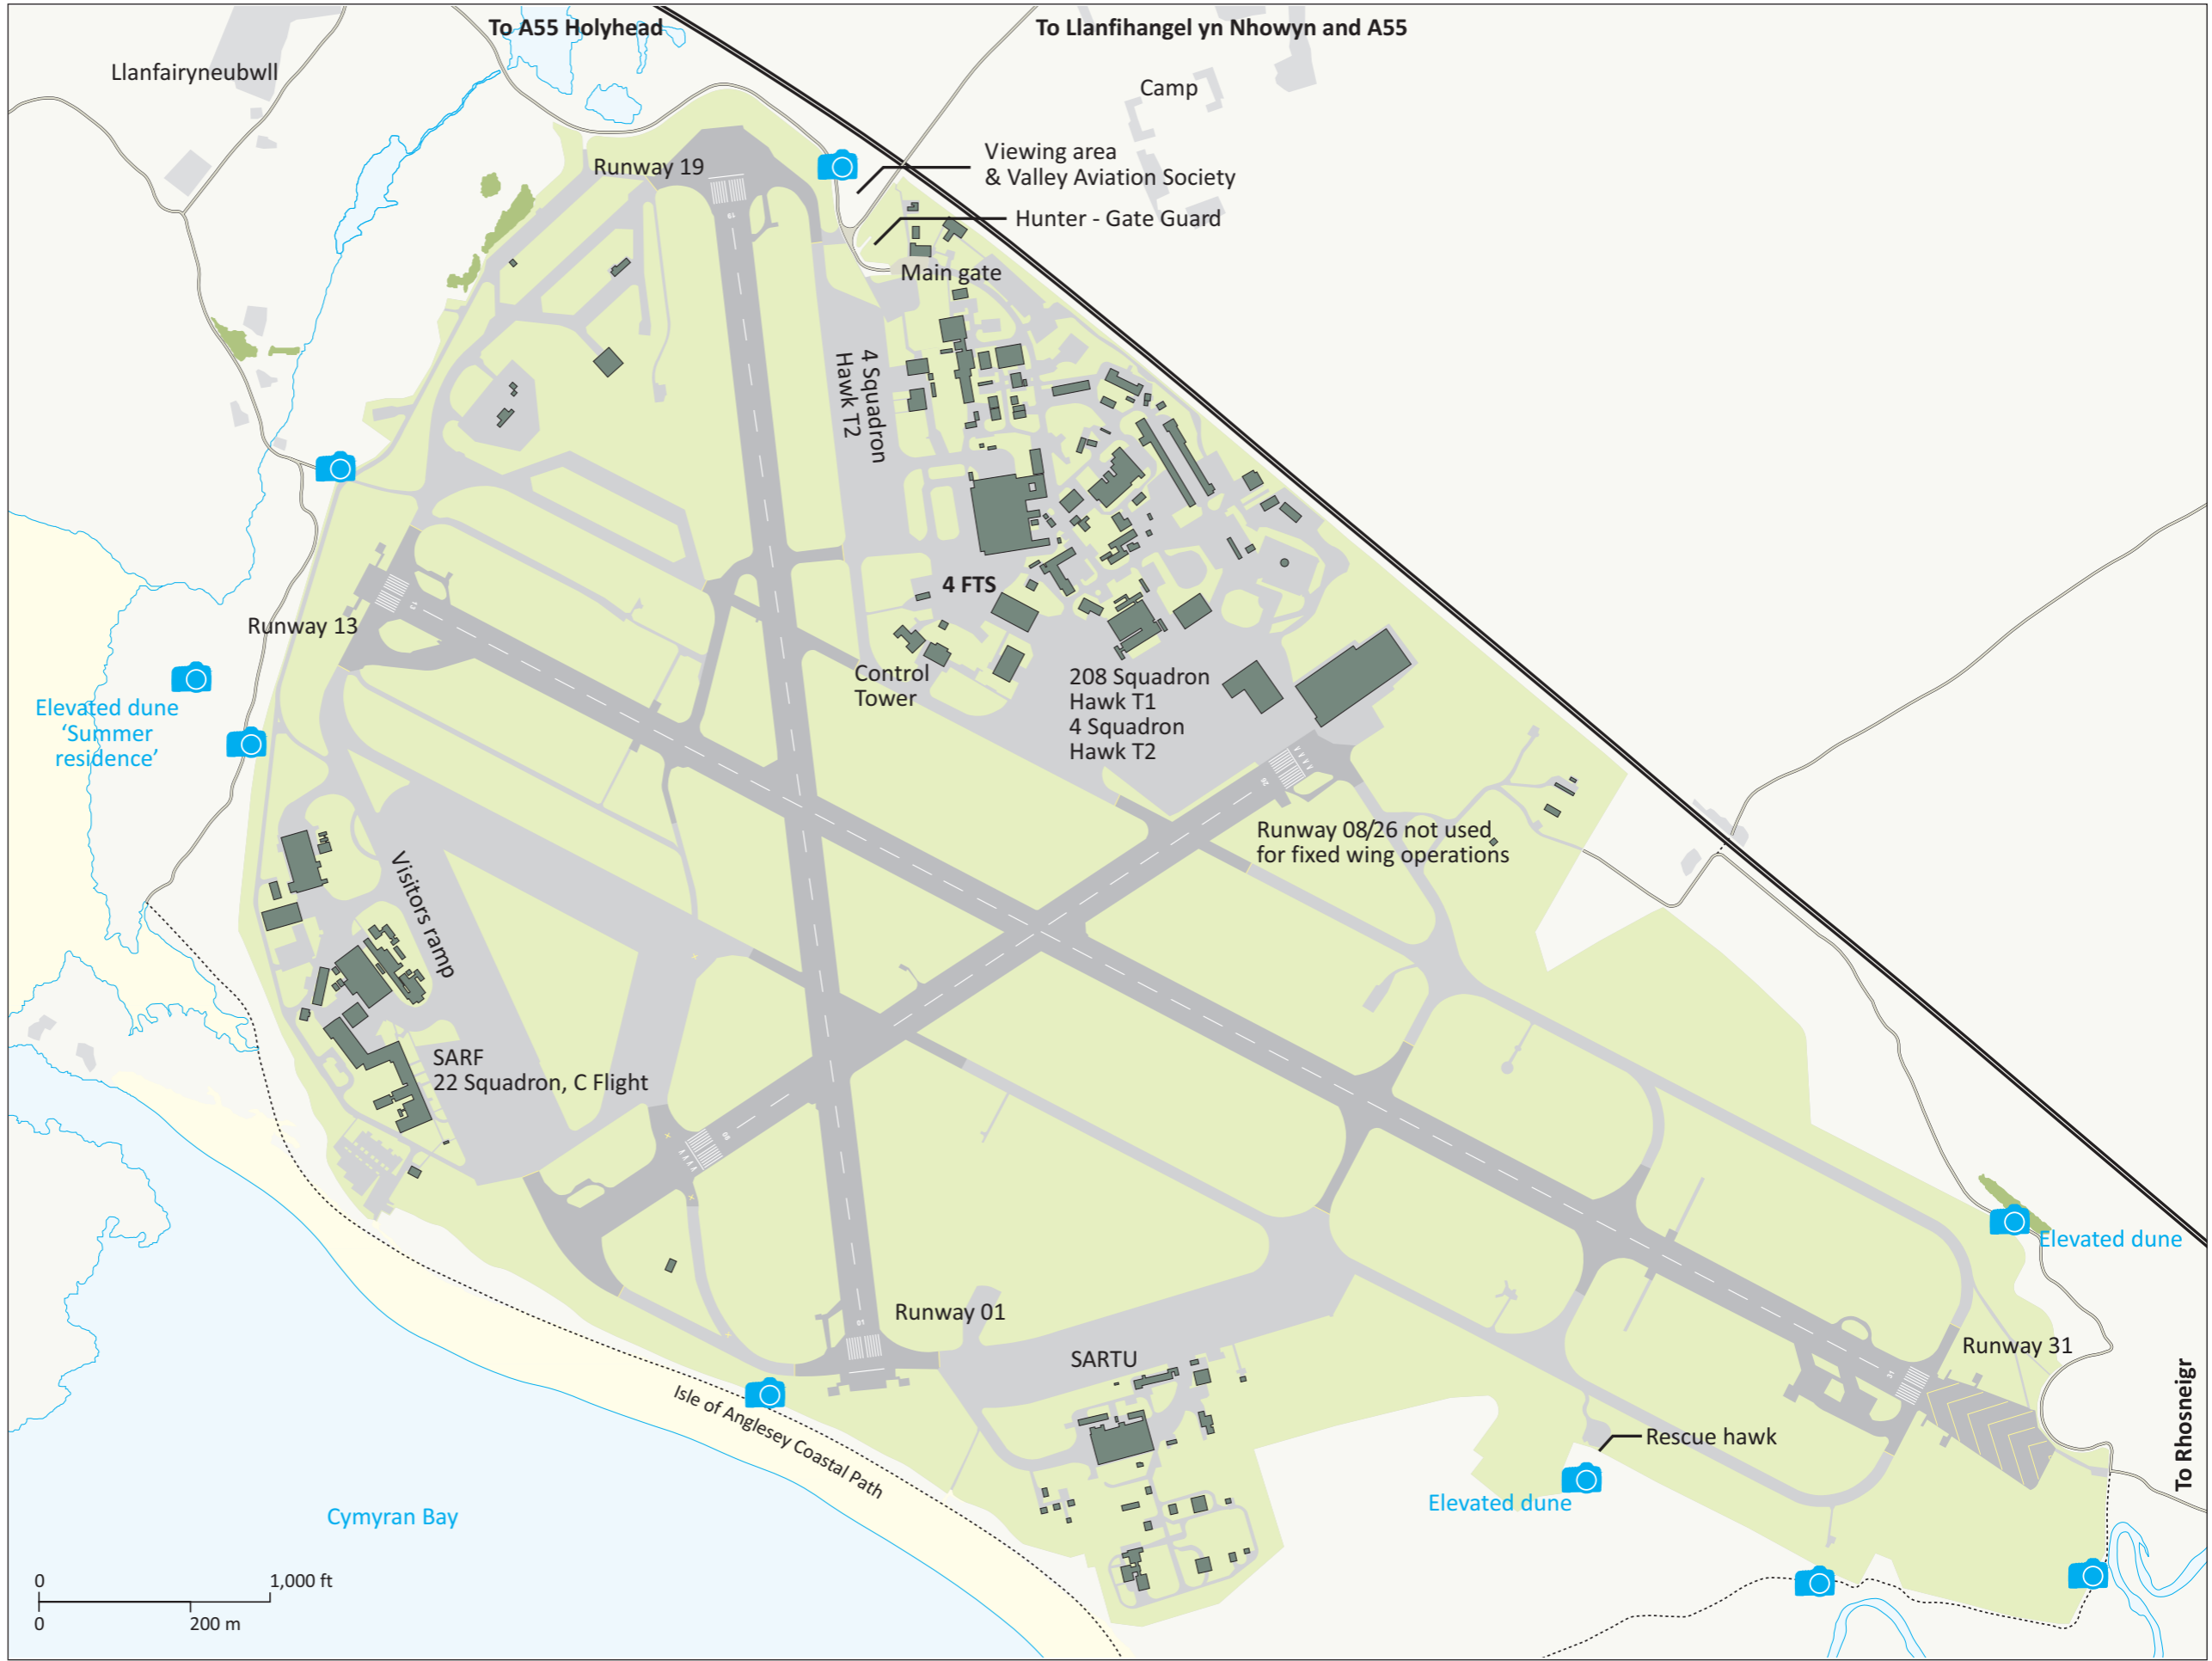 To A55 Holyhead
To Llanfihangel yn Nhowyn and A55
Llanfairyneubwll
Camp
Viewing area
& Valley Aviation Society
Runway 19
Hunter - Gate Guard
Main gate
4 Squadron
Hawk T2
4 FTS
Runway 13
Control
Tower
208 Squadron
Hawk T1
4 Squadron
Hawk T2
Elevated dune
‘Summer
residence’
Runway 08/26 not used
for fixed wing operations
Visitors ramp
SARF
22 Squadron, C Flight
Elevated dune
Runway 01
SARTU
Runway 31
To Rhosneigr
Isle of Anglesey Coastal Path
Rescue hawk
Elevated dune
Cymyran Bay
0
1,000 ft
0
200 m